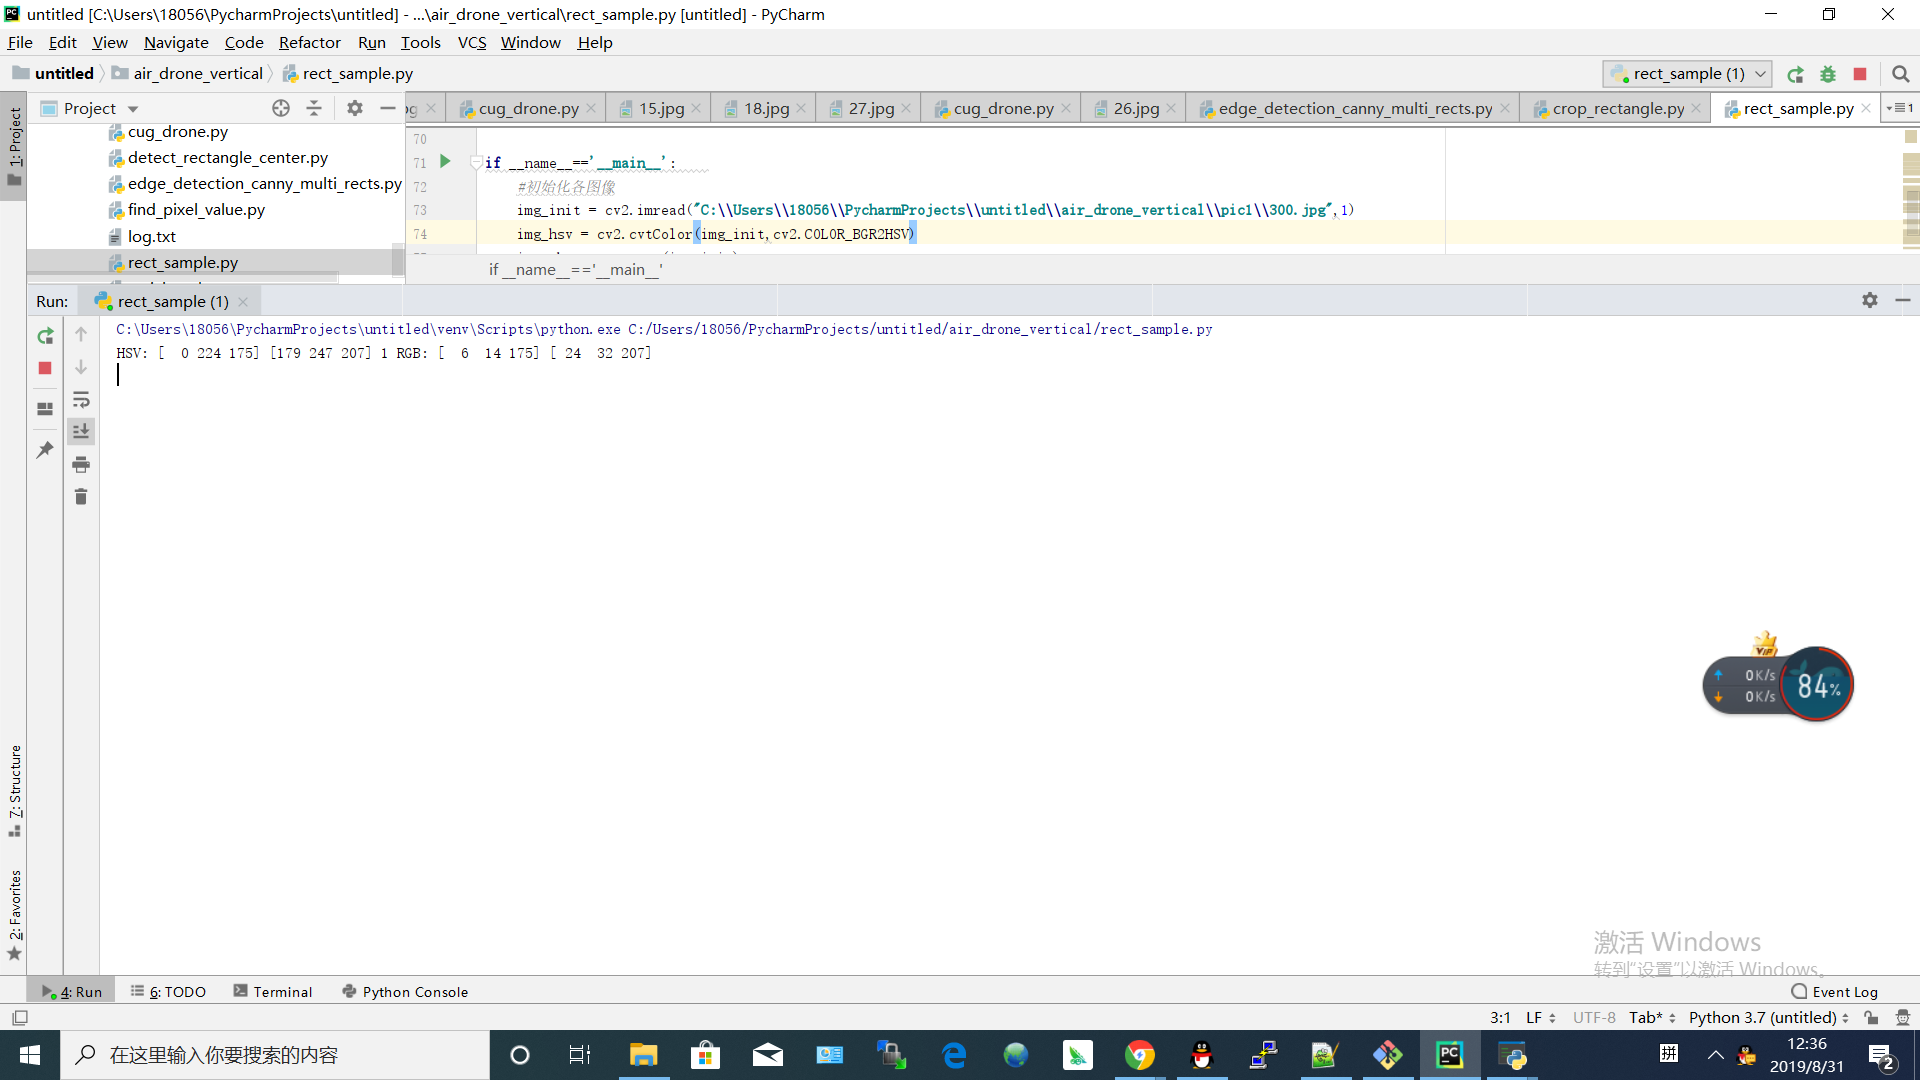 untitled [C:\Users\18056\PycharmProjects\untitled] - ...\air_drone_vertical\rect_sample.py [untitled] - PyCharm
File Edit View Navigate Code Refactor Run Tools VCS Window Help
untitled air_drone_vertical rect_sample.py rect_sample (1)
1: Project
Project
cug_drone.py 15.jpg 18.jpg 27.jpg cug_drone.py 26.jpg edge_detection_canny_multi_rects.py crop_rectangle.py rect_sample.py 1
cug_drone.py
detect_rectangle_center.py
edge_detection_canny_multi_rects.py
find_pixel_value.py
log.txt
rect_sample.py
70
71 if __name__=='__main__':
72 #初始化各图像
73 img_init = cv2.imread("C:\\Users\\18056\\PycharmProjects\\untitled\\air_drone_vertical\\pic1\\300.jpg",1)
74 img_hsv = cv2.cvtColor(img_init,cv2.COLOR_BGR2HSV)
if __name__=='__main__'
Run: rect_sample (1)
C:\Users\18056\PycharmProjects\untitled\venv\Scripts\python.exe C:/Users/18056/PycharmProjects/untitled/air_drone_vertical/rect_sample.py
HSV: [  0 224 175] [179 247 207] 1 RGB: [  6  14 175] [ 24  32 207]
VIP
0K/s
0K/s
84%
7: Structure
2: Favorites
激活 Windows
转到“设置”以激活 Windows。
4: Run 6: TODO Terminal Python Console Event Log
3:1 LF UTF-8 Tab* Python 3.7 (untitled)
在这里输入你要搜索的内容
PC
拼
12:36
2019/8/31
2